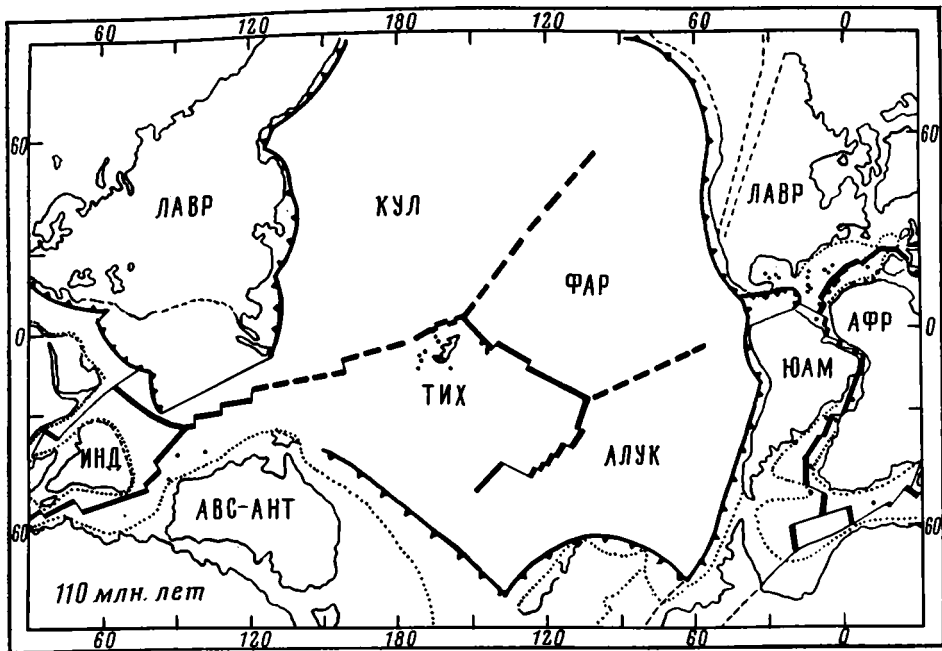 60 120 180 120 60 0
60 60
ЛАВР КУЛ ЛАВР
ФАР
0 АФР 0
ТИХ ЮАМ
ИНД АЛУК
АВС-АНТ
60 60
110 млн. лет
60 120 180 120 60 0